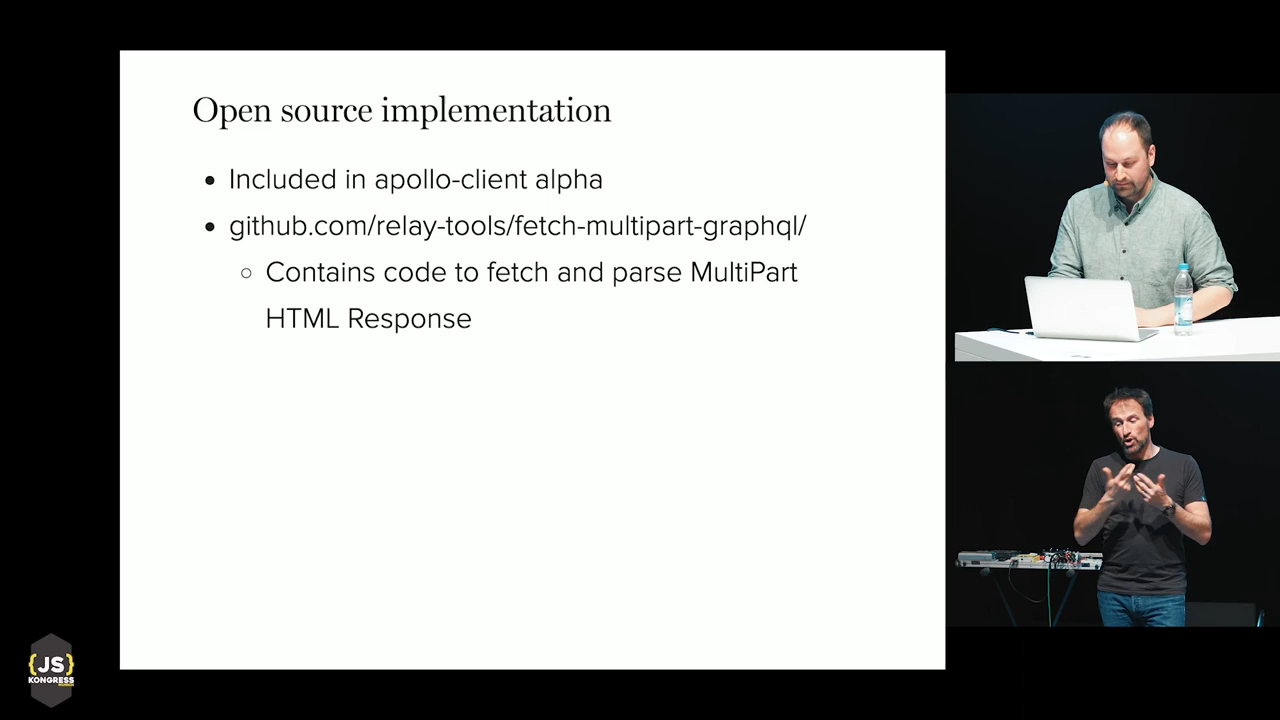 Open source implementation
• Included in apollo-client alpha
• github.com/relay-tools/fetch-multipart-graphql/
○ Contains code to fetch and parse MultiPart
HTML Response
{JS}
KONGRESS